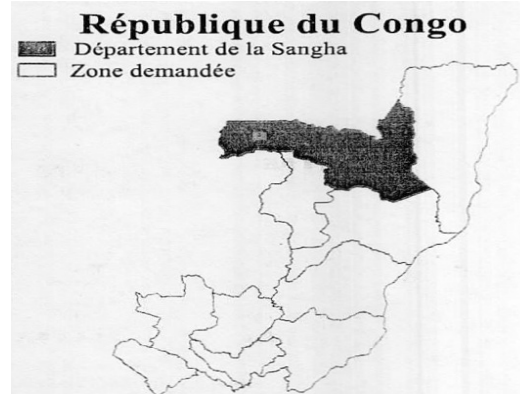 République du Congo
Département de la Sangha
Zone demandée